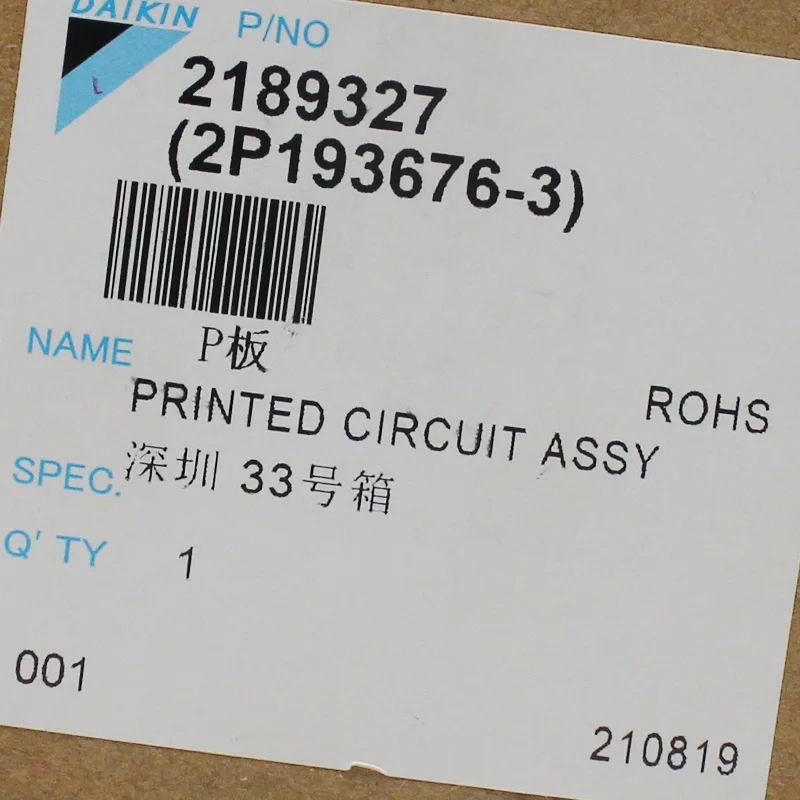 DAIKIN P/NO
2189327
(2P193676-3)
NAME P板
PRINTED CIRCUIT ASSY ROHS
SPEC. 深圳 33号箱
Q' TY 1
001
210819